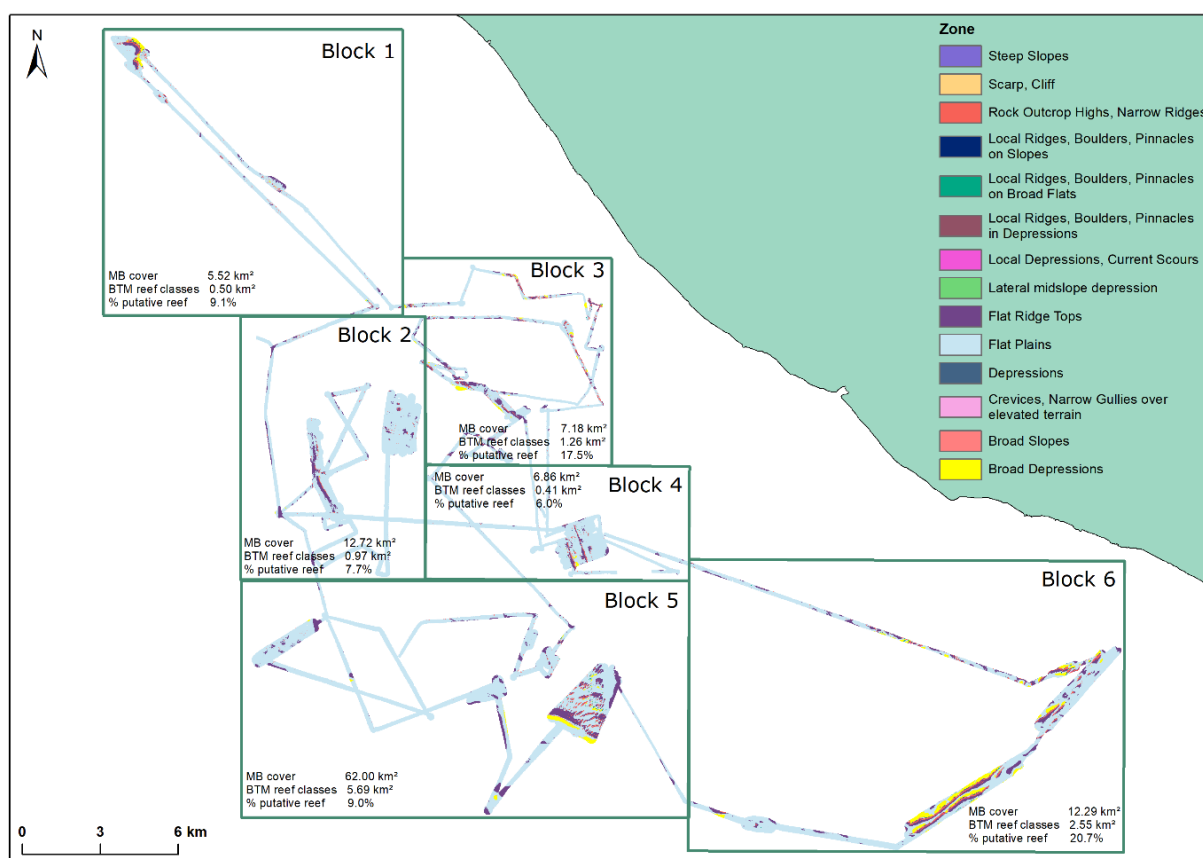 N
Block 1
MB cover 5.52 km²
BTM reef classes 0.50 km²
% putative reef 9.1%
Block 3
MB cover 7.18 km²
BTM reef classes 1.26 km²
% putative reef 17.5%
Block 2
MB cover 12.72 km²
BTM reef classes 0.97 km²
% putative reef 7.7%
MB cover 6.86 km²
BTM reef classes 0.41 km²
% putative reef 6.0%
Block 4
Block 5
MB cover 62.00 km²
BTM reef classes 5.69 km²
% putative reef 9.0%
Block 6
MB cover 12.29 km²
BTM reef classes 2.55 km²
% putative reef 20.7%
0 3 6 km
Zone
Steep Slopes
Scarp, Cliff
Rock Outcrop Highs, Narrow Ridges
Local Ridges, Boulders, Pinnacles
on Slopes
Local Ridges, Boulders, Pinnacles
on Broad Flats
Local Ridges, Boulders, Pinnacles
in Depressions
Local Depressions, Current Scours
Lateral midslope depression
Flat Ridge Tops
Flat Plains
Depressions
Crevices, Narrow Gullies over
elevated terrain
Broad Slopes
Broad Depressions